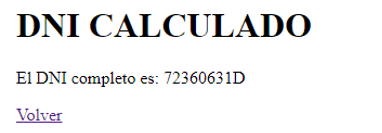 DNI CALCULADO
El DNI completo es: 72360631D
Volver